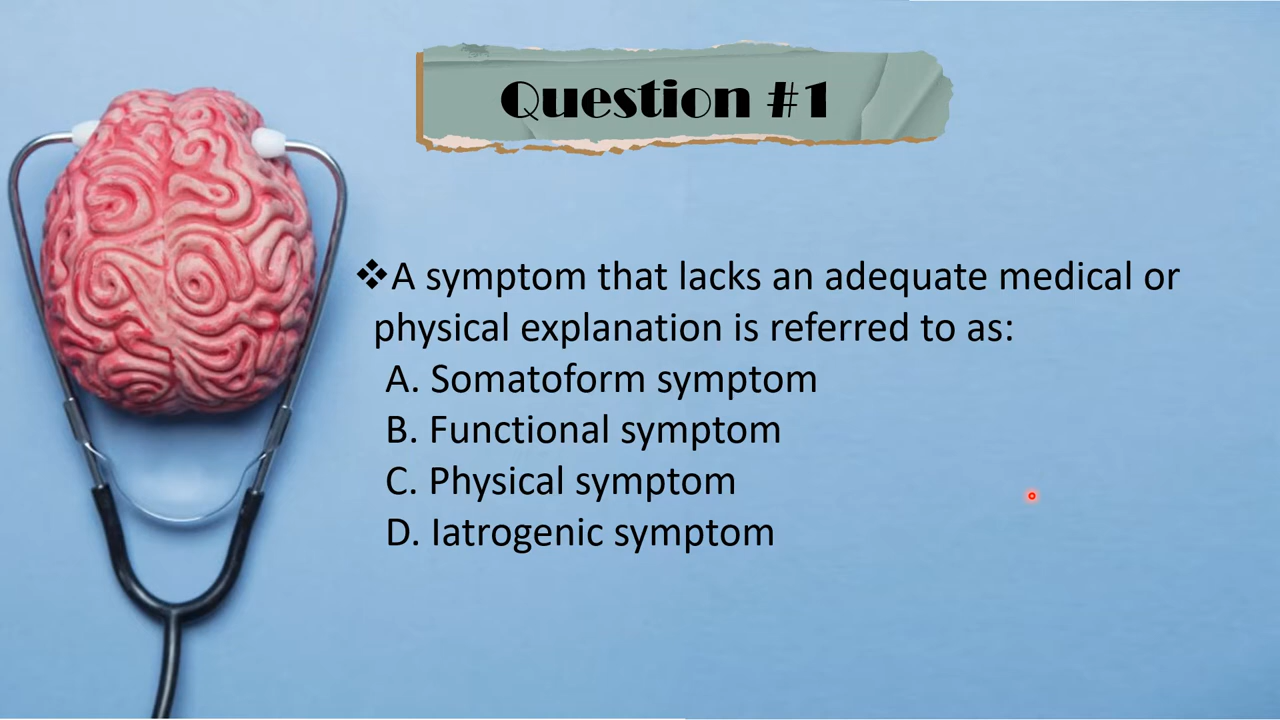 Question #1
❖A symptom that lacks an adequate medical or
physical explanation is referred to as:
A. Somatoform symptom
B. Functional symptom
C. Physical symptom
D. Iatrogenic symptom